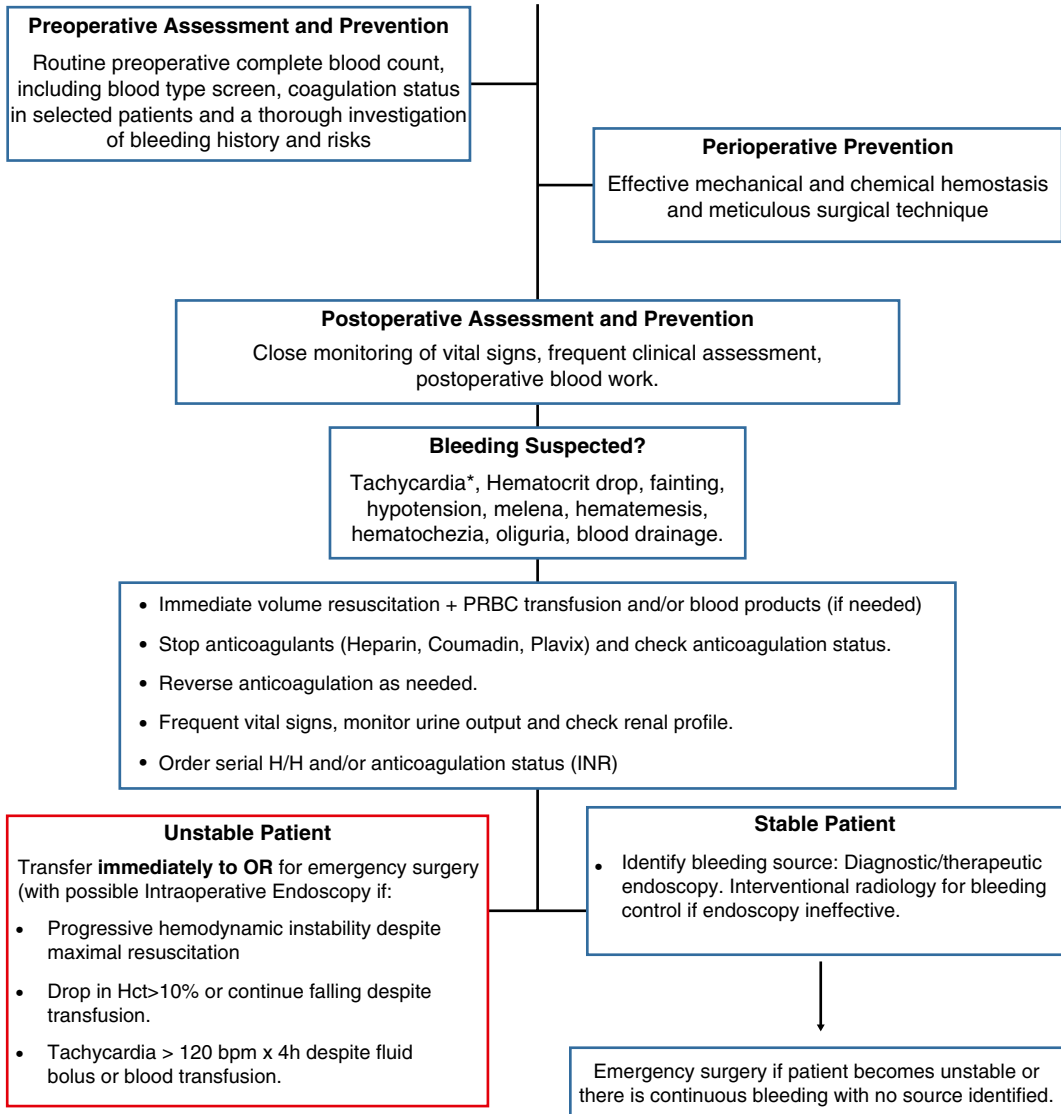 Preoperative Assessment and Prevention
Routine preoperative complete blood count,
including blood type screen, coagulation status
in selected patients and a thorough investigation
of bleeding history and risks
Perioperative Prevention
Effective mechanical and chemical hemostasis
and meticulous surgical technique
Postoperative Assessment and Prevention
Close monitoring of vital signs, frequent clinical assessment,
postoperative blood work.
Bleeding Suspected?
Tachycardia*, Hematocrit drop, fainting,
hypotension, melena, hematemesis,
hematochezia, oliguria, blood drainage.
• Immediate volume resuscitation + PRBC transfusion and/or blood products (if needed)
• Stop anticoagulants (Heparin, Coumadin, Plavix) and check anticoagulation status.
• Reverse anticoagulation as needed.
• Frequent vital signs, monitor urine output and check renal profile.
• Order serial H/H and/or anticoagulation status (INR)
Unstable Patient
Transfer immediately to OR for emergency surgery
(with possible Intraoperative Endoscopy if:
• Progressive hemodynamic instability despite
maximal resuscitation
• Drop in Hct>10% or continue falling despite
transfusion.
• Tachycardia > 120 bpm x 4h despite fluid
bolus or blood transfusion.
Stable Patient
• Identify bleeding source: Diagnostic/therapeutic
endoscopy. Interventional radiology for bleeding
control if endoscopy ineffective.
Emergency surgery if patient becomes unstable or
there is continuous bleeding with no source identified.